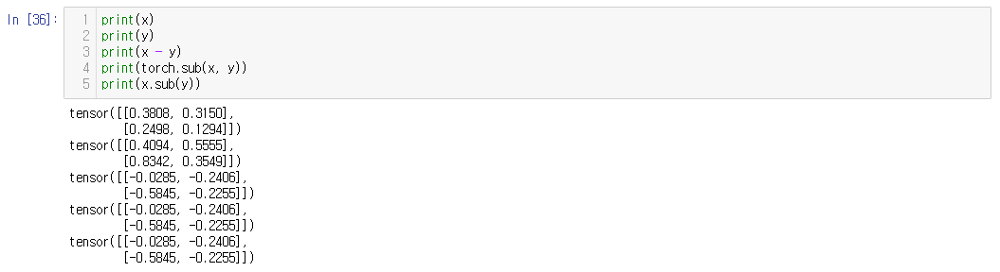 In [36]:
1 print(x)
2 print(y)
3 print(x - y)
4 print(torch.sub(x, y))
5 print(x.sub(y))
tensor([[0.3808, 0.3150],
        [0.2498, 0.1294]])
tensor([[0.4094, 0.5555],
        [0.8342, 0.3549]])
tensor([[-0.0285, -0.2406],
        [-0.5845, -0.2255]])
tensor([[-0.0285, -0.2406],
        [-0.5845, -0.2255]])
tensor([[-0.0285, -0.2406],
        [-0.5845, -0.2255]])